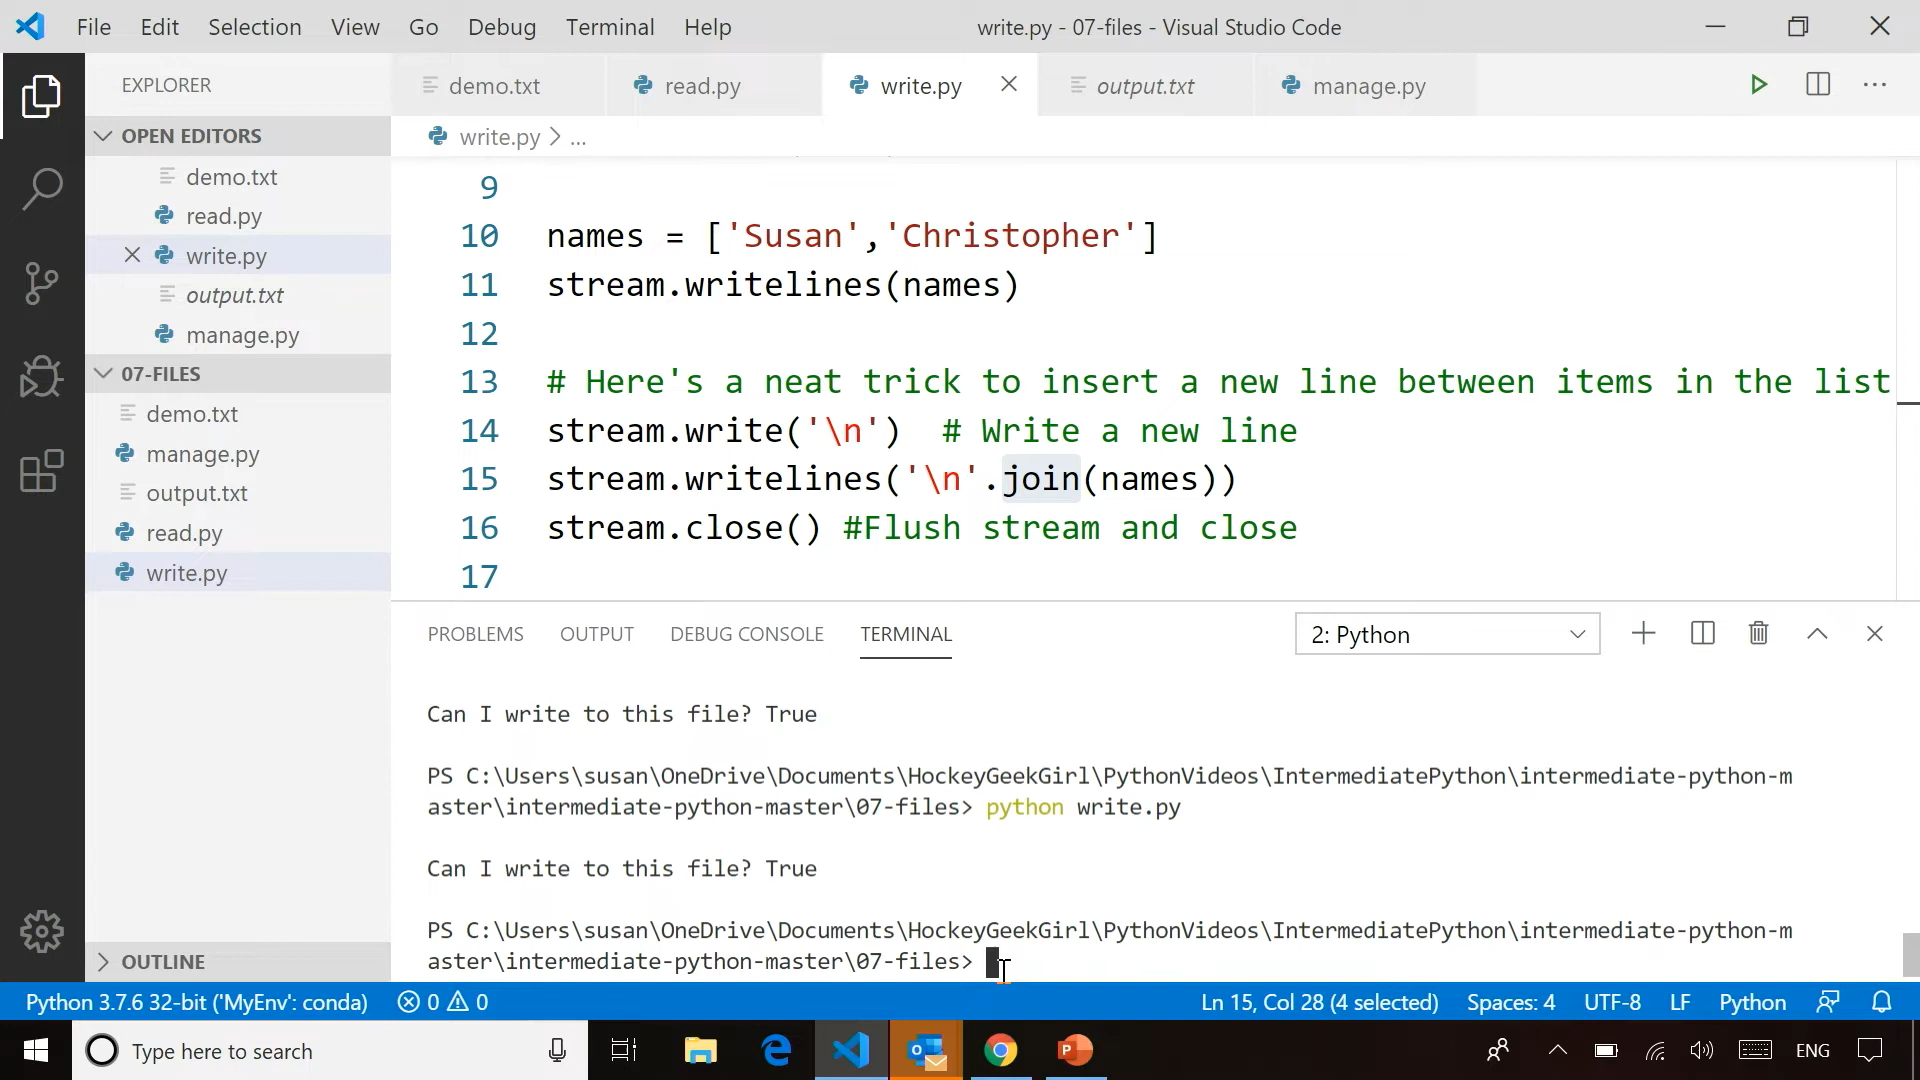 File Edit Selection View Go Debug Terminal Help
write.py - 07-files - Visual Studio Code
EXPLORER
demo.txt
read.py
write.py
output.txt
manage.py
OPEN EDITORS
demo.txt
read.py
write.py
output.txt
manage.py
07-FILES
demo.txt
manage.py
output.txt
read.py
write.py
OUTLINE
write.py > ...
9
10 names = ['Susan','Christopher']
11 stream.writelines(names)
12
13 # Here's a neat trick to insert a new line between items in the list
14 stream.write('\n')  # Write a new line
15 stream.writelines('\n'.join(names))
16 stream.close() #Flush stream and close
17
PROBLEMS OUTPUT DEBUG CONSOLE TERMINAL
2: Python
Can I write to this file? True
PS C:\Users\susan\OneDrive\Documents\HockeyGeekGirl\PythonVideos\IntermediatePython\intermediate-python-m
aster\intermediate-python-master\07-files> python write.py
Can I write to this file? True
PS C:\Users\susan\OneDrive\Documents\HockeyGeekGirl\PythonVideos\IntermediatePython\intermediate-python-m
aster\intermediate-python-master\07-files>
Python 3.7.6 32-bit ('MyEnv': conda) 0 0
Ln 15, Col 28 (4 selected) Spaces: 4 UTF-8 LF Python
Type here to search
ENG